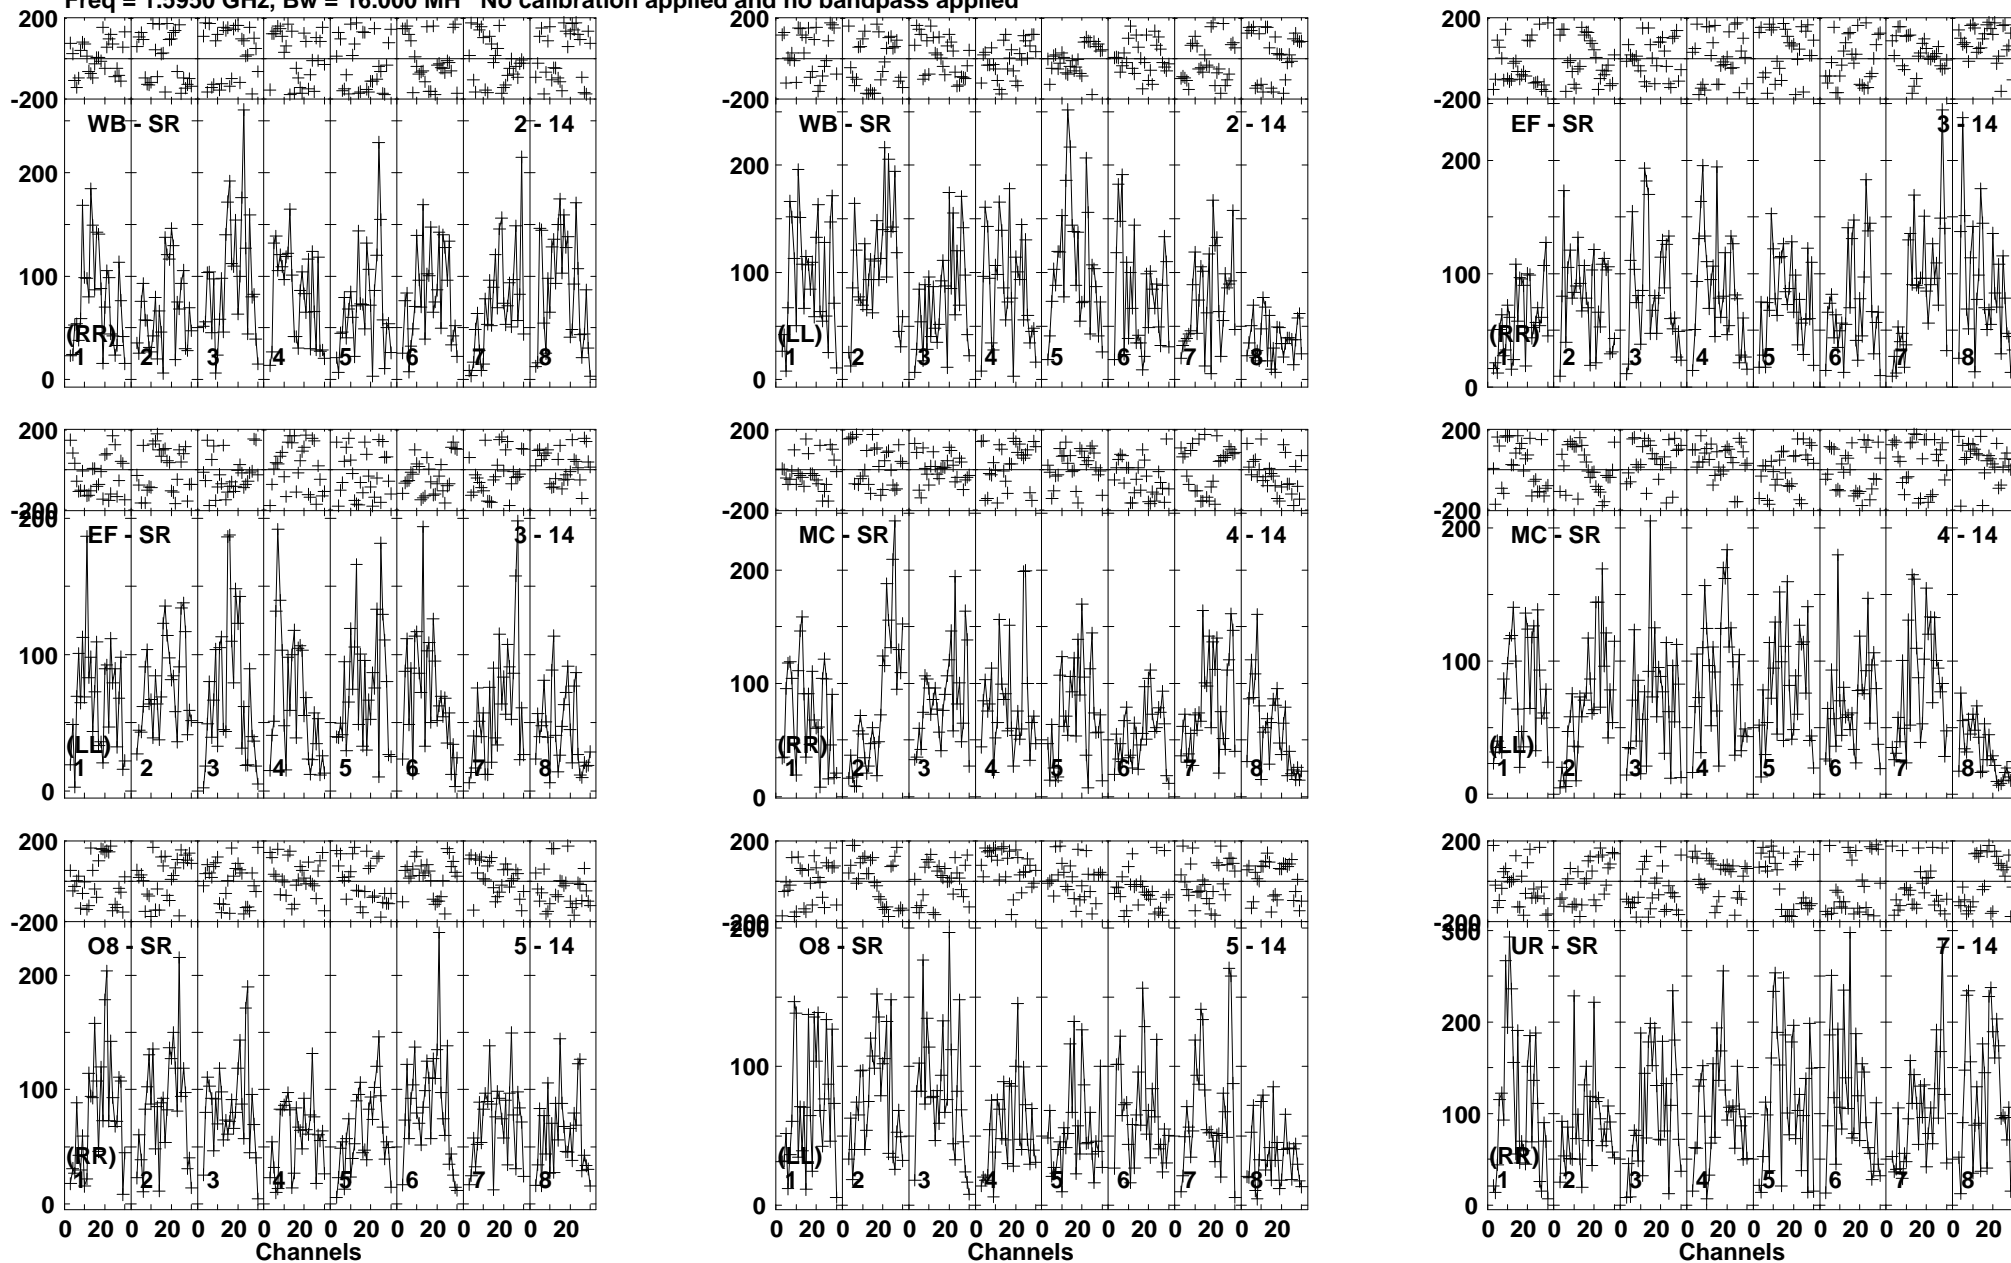 Freq = 1.5950 GHz, Bw = 16.000 MH No calibration applied and no bandpass applied
200 200 200
-200 -200 -200
WB - SR 2 - 14 WB - SR 2 - 14 EF - SR 3 - 14
200 200 200
100 100 100
(RR) (LL) (RR)
1 2 3 4 5 6 7 8 1 2 3 4 5 6 7 8 1 2 3 4 5 6 7 8
0 0 0
200 200 200
-200 -200 -200
200
EF - SR 3 - 14 MC - SR 4 - 14 MC - SR 4 - 14
200 200
100 100 100
(LL) (RR) (LL)
1 2 3 4 5 6 7 8 1 2 3 4 5 6 7 8 1 2 3 4 5 6 7 8
0 0 0
200 200 200
-200 -200 -200
200 300
O8 - SR 5 - 14 O8 - SR 5 - 14 UR - SR 7 - 14
200 200
100 100 100
(RR) (LL) (RR)
1 2 3 4 5 6 7 8 1 2 3 4 5 6 7 8 1 2 3 4 5 6 7 8
0 0 0
0 20 0 20 0 20 0 20 0 20 0 20 0 20 0 20 0 20 0 20 0 20 0 20 0 20 0 20 0 20 0 20 0 20 0 20 0 20 0 20 0 20 0 20 0 20 0 20
Channels Channels Channels